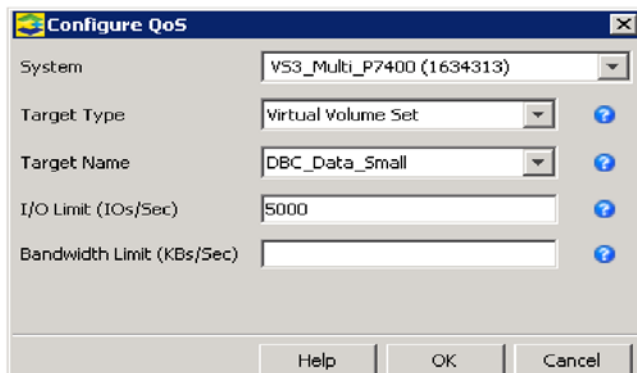 Configure QoS
System VS3_Multi_P7400 (1634313)
Target Type Virtual Volume Set
Target Name DBC_Data_Small
I/O Limit (IOs/Sec) 5000
Bandwidth Limit (KBs/Sec)
Help OK Cancel